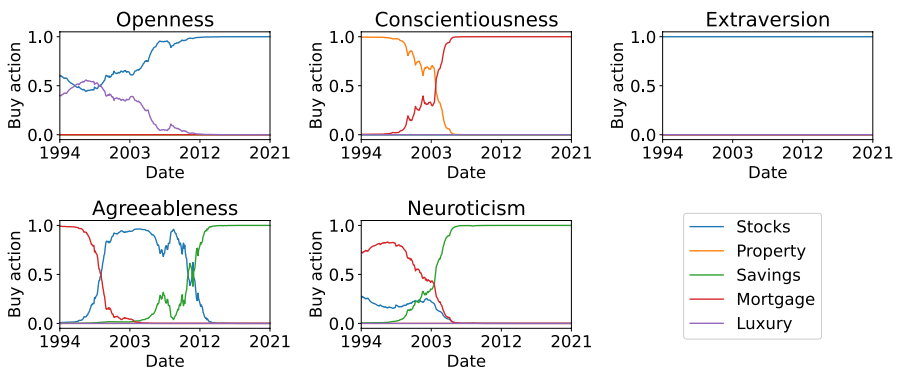 Openness
Buy action
1.0
0.5
0.0
1994 2003 2012 2021
Date
Conscientiousness
Buy action
1.0
0.5
0.0
1994 2003 2012 2021
Date
Extraversion
Buy action
1.0
0.5
0.0
1994 2003 2012 2021
Date
Agreeableness
Buy action
1.0
0.5
0.0
1994 2003 2012 2021
Date
Neuroticism
Buy action
1.0
0.5
0.0
1994 2003 2012 2021
Date
Stocks
Property
Savings
Mortgage
Luxury